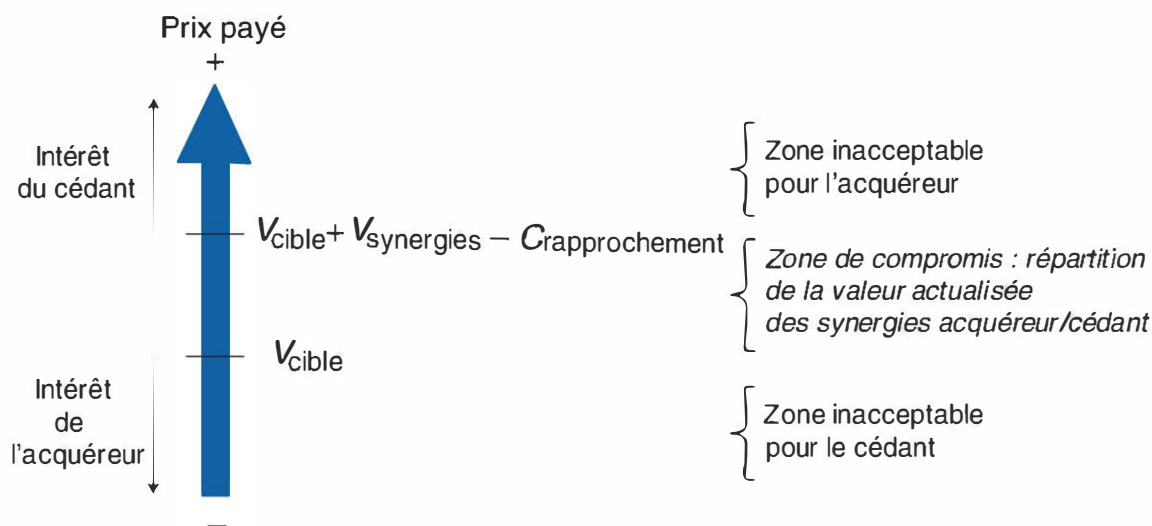 Prix payé
+
Intérêt
du cédant
Zone inacceptable
pour l'acquéreur
Vcible+ Vsynergies – Crapprochement
Zone de compromis : répartition
de la valeur actualisée
des synergies acquéreur/cédant
Vcible
Intérêt
de
l'acquéreur
Zone inacceptable
pour le cédant
–